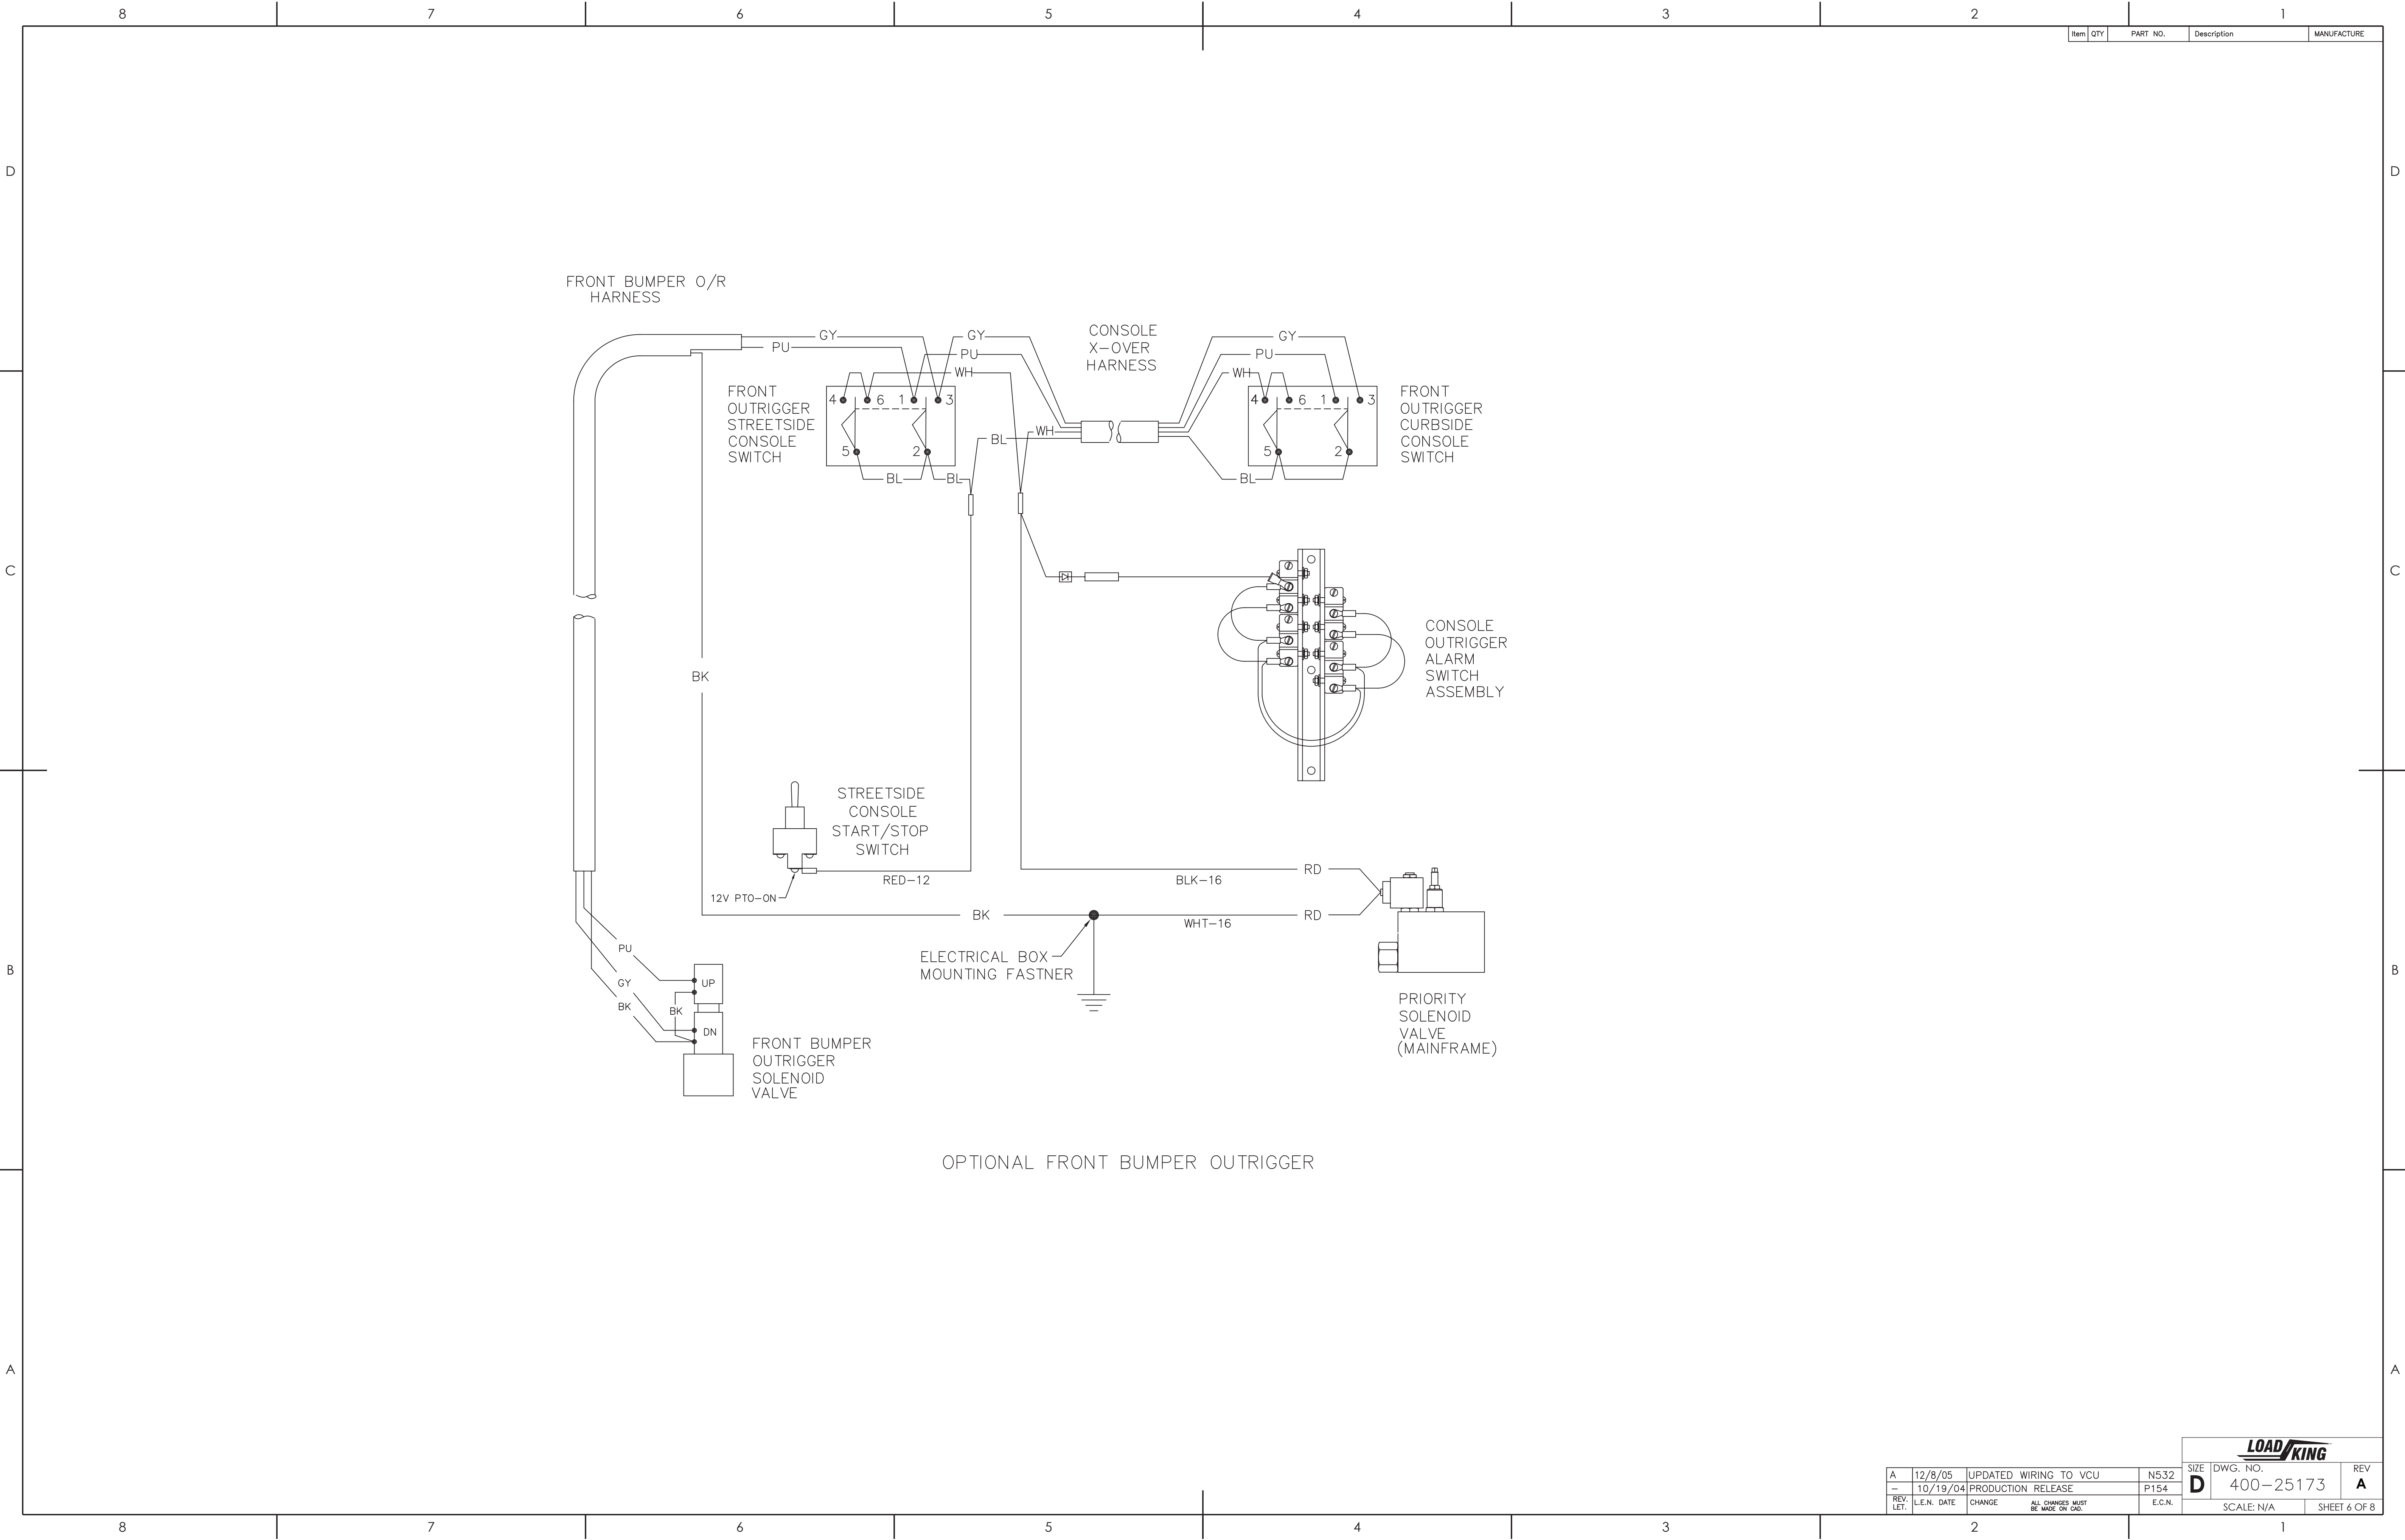 8 7 6 5 4 3 2 1
Item QTY PART NO. Description MANUFACTURE
D D
FRONT BUMPER O/R
HARNESS
GY GY GY
PU PU PU
WH WH
CONSOLE
X-OVER
HARNESS
FRONT
OUTRIGGER
STREETSIDE
CONSOLE
SWITCH
4 6 1 3
5 2
BL BL
BL
WH
4 6 1 3
5 2
BL
FRONT
OUTRIGGER
CURBSIDE
CONSOLE
SWITCH
C C
CONSOLE
OUTRIGGER
ALARM
SWITCH
ASSEMBLY
BK
STREETSIDE
CONSOLE
START/STOP
SWITCH
RED-12
12V PTO-ON
BLK-16
RD
BK
WHT-16
RD
ELECTRICAL BOX
MOUNTING FASTNER
B B
PU
GY
BK
BK
UP
DN
FRONT BUMPER
OUTRIGGER
SOLENOID
VALVE
PRIORITY
SOLENOID
VALVE
(MAINFRAME)
OPTIONAL FRONT BUMPER OUTRIGGER
A A
LOAD KING
A 12/8/05 UPDATED WIRING TO VCU N532
- 10/19/04 PRODUCTION RELEASE P154
REV. LET. L.E.N. DATE CHANGE ALL CHANGES MUST BE MADE ON CAD. E.C.N.
SIZE D DWG. NO. 400-25173 REV A
SCALE: N/A SHEET 6 OF 8
8 7 6 5 4 3 2 1